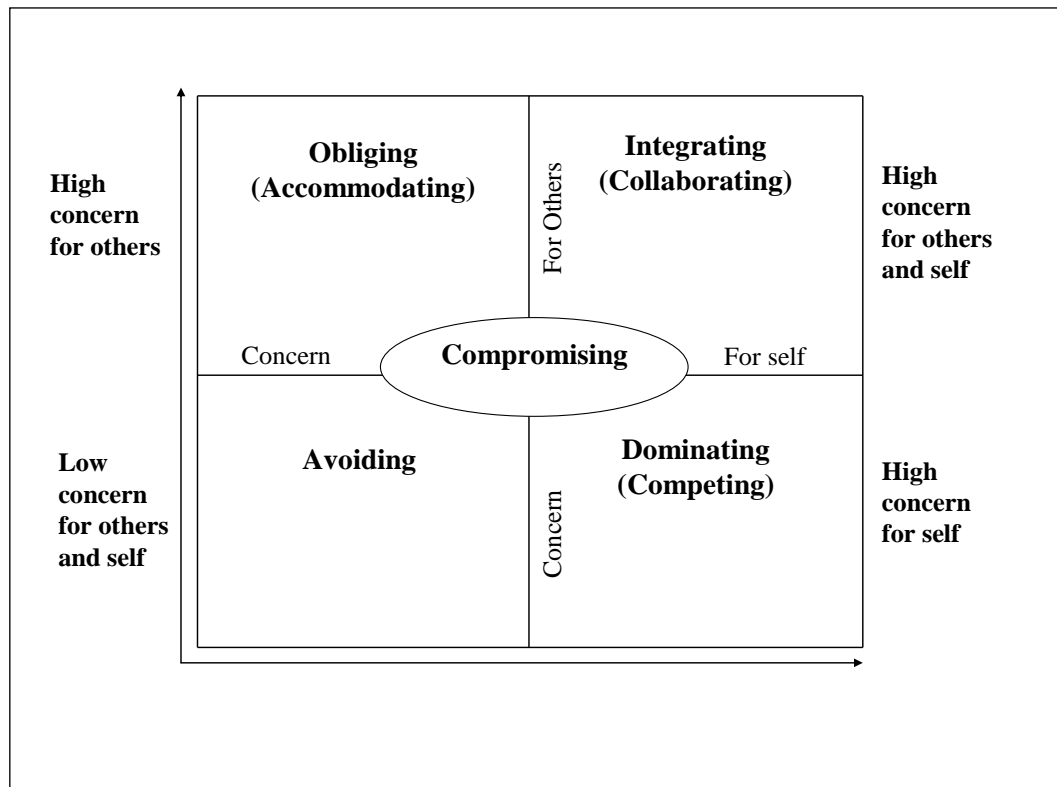 Obliging
(Accommodating)
Integrating
(Collaborating)
High
concern
for others
For Others
High
concern
for others
and self
Concern
Compromising
For self
Low
concern
for others
and self
Avoiding
Concern
Dominating
(Competing)
High
concern
for self